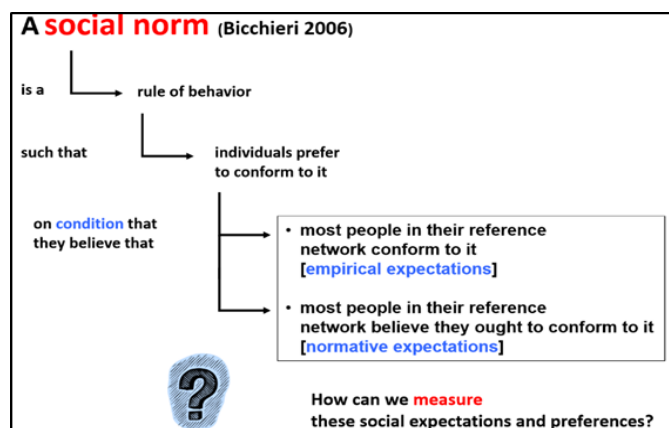 A social norm (Bicchieri 2006)
is a
rule of behavior
such that
individuals prefer
to conform to it
on condition that
they believe that
• most people in their reference
network conform to it
[empirical expectations]
• most people in their reference
network believe they ought to conform to it
[normative expectations]
?
How can we measure
these social expectations and preferences?